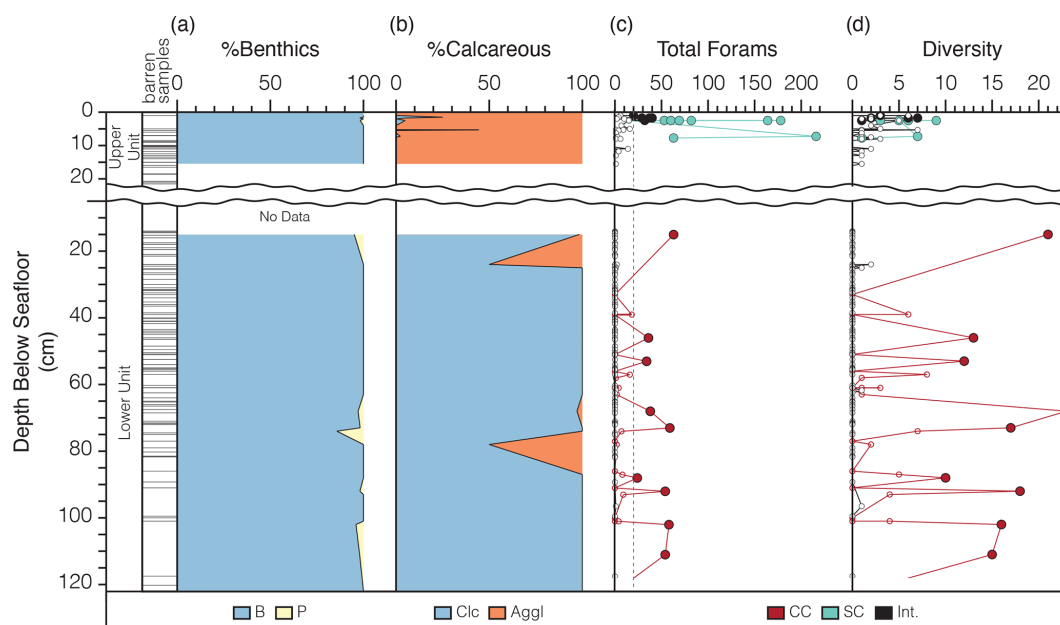 (a) (b) (c) (d)
%Benthics %Calcareous Total Forams Diversity
barren
samples
0 50 100 0 50 100 0 50 100 150 200 0 5 10 15 20
0
10
20
Upper
Unit
No Data
20
40
60
80
100
120
Lower Unit
Depth Below Seafloor
(cm)
B P Clc Aggl CC SC Int.